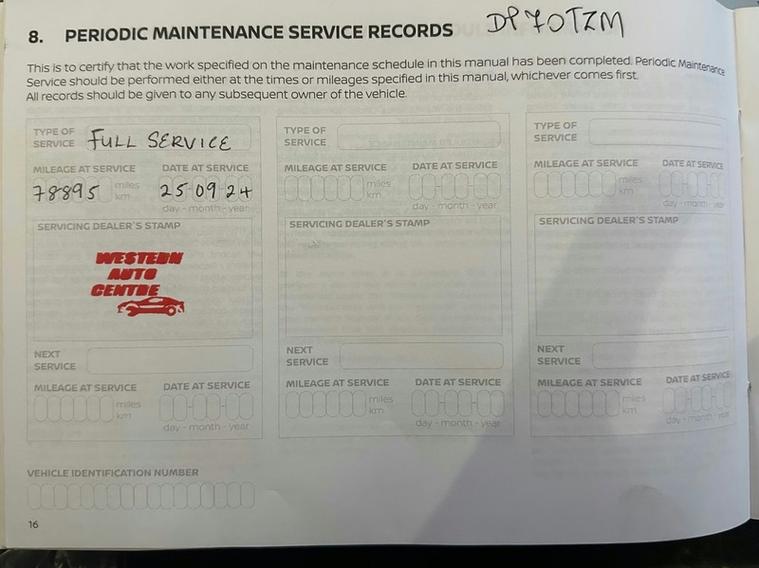 8. PERIODIC MAINTENANCE SERVICE RECORDS DP70TZM
This is to certify that the work specified on the maintenance schedule in this manual has been completed. Periodic Maintenance
Service should be performed either at the times or mileages specified in this manual, whichever comes first.
All records should be given to any subsequent owner of the vehicle.
TYPE OF SERVICE FULL SERVICE
MILEAGE AT SERVICE DATE AT SERVICE
78895 miles km 25 09 24
day - month - year
SERVICING DEALER'S STAMP
WESTERN
AUTO
CENTRE
NEXT SERVICE
MILEAGE AT SERVICE DATE AT SERVICE
miles km
day - month - year
TYPE OF SERVICE
MILEAGE AT SERVICE DATE AT SERVICE
miles km
day - month - year
SERVICING DEALER'S STAMP
NEXT SERVICE
MILEAGE AT SERVICE DATE AT SERVICE
miles km
day - month - year
TYPE OF SERVICE
MILEAGE AT SERVICE DATE AT SERVICE
miles km
day - month - year
SERVICING DEALER'S STAMP
NEXT SERVICE
MILEAGE AT SERVICE DATE AT SERVICE
miles km
day - month - year
VEHICLE IDENTIFICATION NUMBER
16